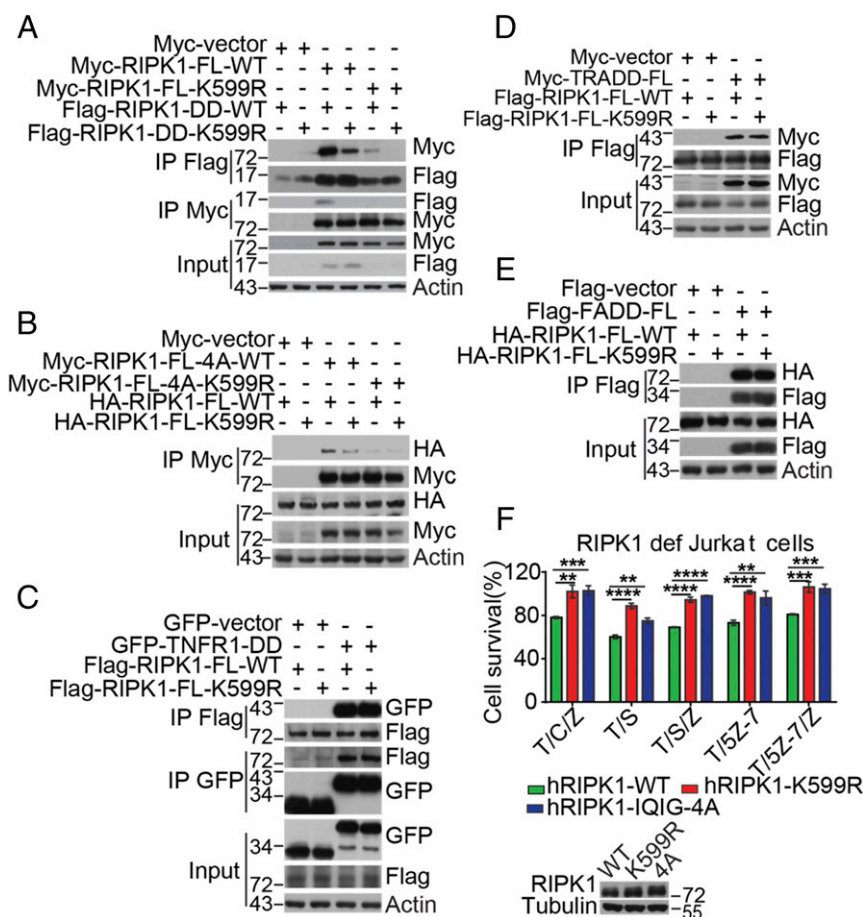 A
Myc-vector + + - - - -
Myc-RIPK1-FL-WT - - + + - -
Myc-RIPK1-FL-K599R - - - - + +
Flag-RIPK1-DD-WT + - + - + -
Flag-RIPK1-DD-K599R - + - + - +
IP Flag 72 Myc
17 Flag
IP Myc 17 Flag
72 Myc
Input 72 Myc
17 Flag
43 Actin
B
Myc-vector + + - - - -
Myc-RIPK1-FL-4A-WT - - + + - -
Myc-RIPK1-FL-4A-K599R - - - - + +
HA-RIPK1-FL-WT + - + - + -
HA-RIPK1-FL-K599R - + - + - +
IP Myc 72 HA
72 Myc
Input 72 HA
72 Myc
43 Actin
C
GFP-vector + + - -
GFP-TNFR1-DD - - + +
Flag-RIPK1-FL-WT + - + -
Flag-RIPK1-FL-K599R - + - +
IP Flag 43 GFP
72 Flag
IP GFP 72 Flag
43
34 GFP
Input 34 GFP
72 Flag
43 Actin
D
Myc-vector + + - -
Myc-TRADD-FL - - + +
Flag-RIPK1-FL-WT + - + -
Flag-RIPK1-FL-K599R - + - +
IP Flag 43 Myc
72 Flag
Input 43 Myc
72 Flag
43 Actin
E
Flag-vector + + - -
Flag-FADD-FL - - + +
HA-RIPK1-FL-WT + - + -
HA-RIPK1-FL-K599R - + - +
IP Flag 72 HA
34 Flag
Input 72 HA
34 Flag
43 Actin
F
RIPK1 def Jurkat cells
Cell survival(%)
120
80
40
0
*** ** **** ** ***
** **** **** **** ***
T/C/Z T/S T/S/Z T/5Z-7 T/5Z-7/Z
hRIPK1-WT hRIPK1-K599R
hRIPK1-IQIG-4A
WT K599R 4A
RIPK1 72
Tubulin 55